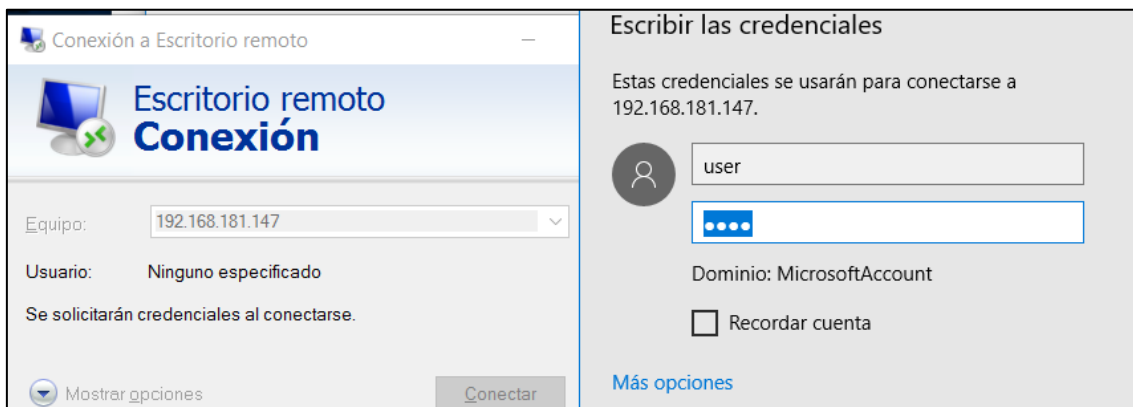 Conexión a Escritorio remoto
Escritorio remoto
Conexión
Equipo:
192.168.181.147
Usuario:
Ninguno especificado
Se solicitarán credenciales al conectarse.
Mostrar opciones
Conectar
Escribir las credenciales
Estas credenciales se usarán para conectarse a
192.168.181.147.
user
••••
Dominio: MicrosoftAccount
Recordar cuenta
Más opciones